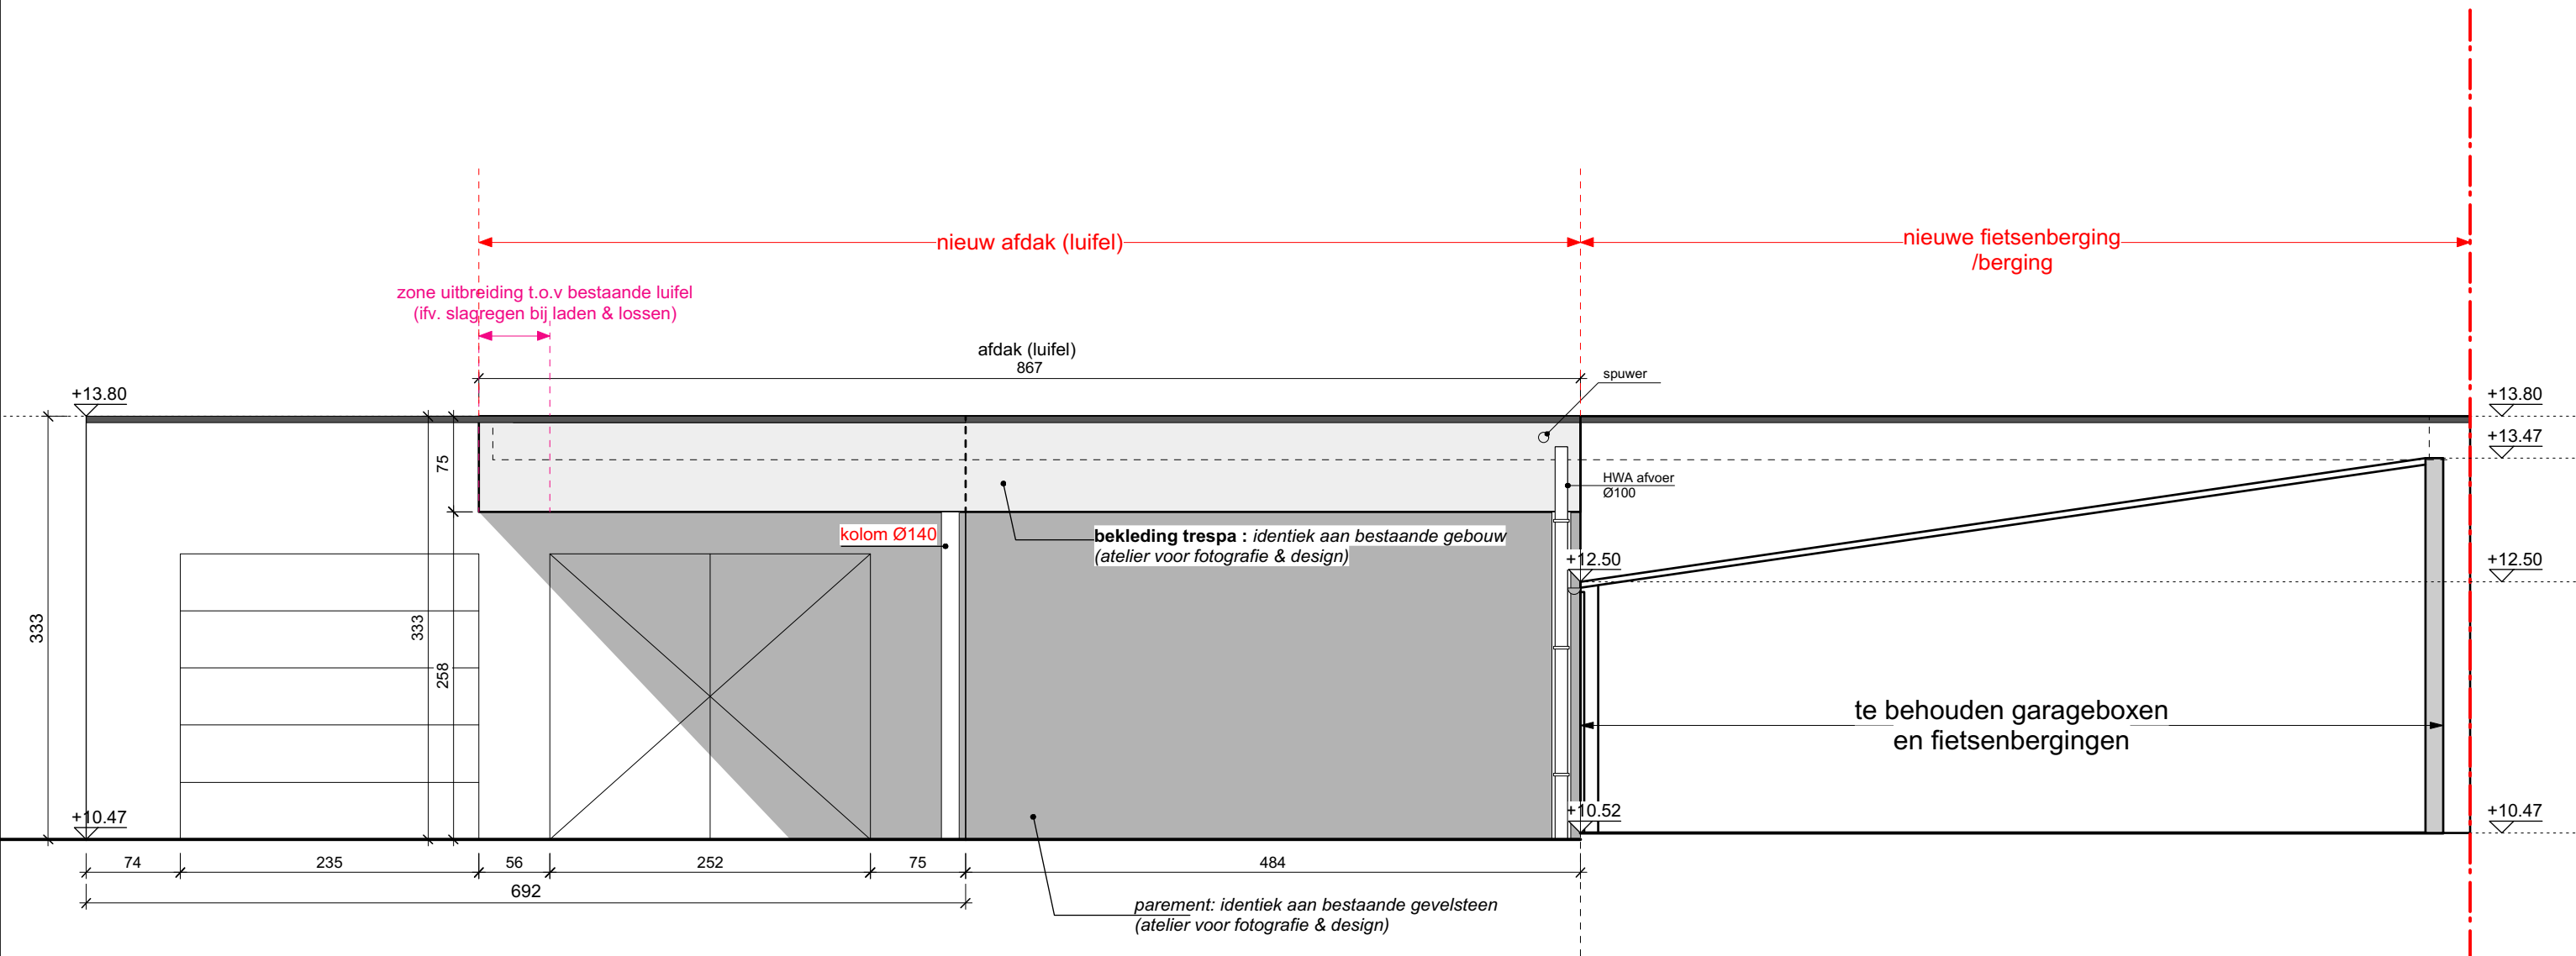 nieuw afdak (luifel)
nieuwe fietsenberging
/berging
zone uitbreiding t.o.v bestaande luifel
(ifv. slagregen bij laden & lossen)
afdak (luifel)
867
spuwer
+13.80
+13.80
+13.47
75
HWA afvoer
Ø100
kolom Ø140
bekleding trespa : identiek aan bestaande gebouw
(atelier voor fotografie & design)
+12.50
+12.50
333
333
258
te behouden garageboxen
en fietsenbergingen
+10.47
+10.52
+10.47
74
235
56
252
75
484
692
parement: identiek aan bestaande gevelsteen
(atelier voor fotografie & design)